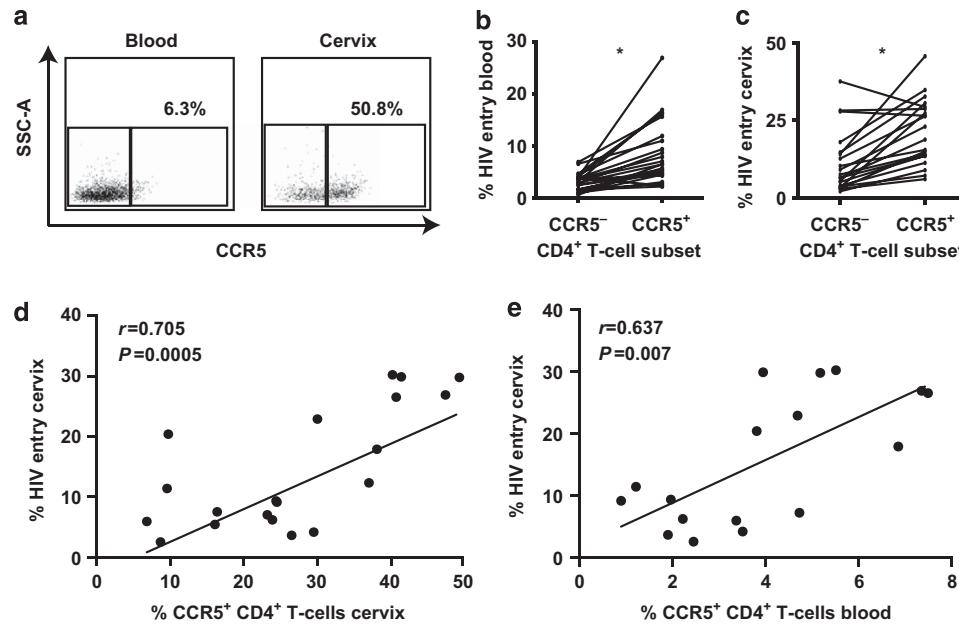 a
Blood
Cervix
6.3%
50.8%
SSC-A
CCR5
b
30
20
10
0
% HIV entry blood
*
CCR5– CCR5+
CD4+ T-cell subset
c
50
25
0
% HIV entry cervix
*
CCR5– CCR5+
CD4+ T-cell subset
d
40
30
20
10
0
% HIV entry cervix
r=0.705
P=0.0005
0 10 20 30 40 50
% CCR5+ CD4+ T-cells cervix
e
40
30
20
10
0
% HIV entry cervix
r=0.637
P=0.007
0 2 4 6 8
% CCR5+ CD4+ T-cells blood